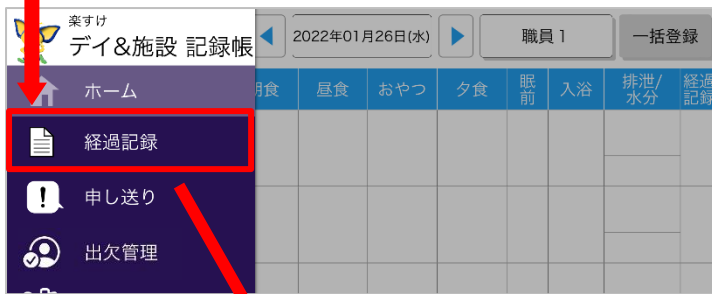 楽すけ
デイ&施設 記録帳
2022年01月26日(水)
職員1
一括登録
ホーム
朝食
昼食
おやつ
夕食
眠前
入浴
排泄/水分
経過記録
経過記録
申し送り
出欠管理